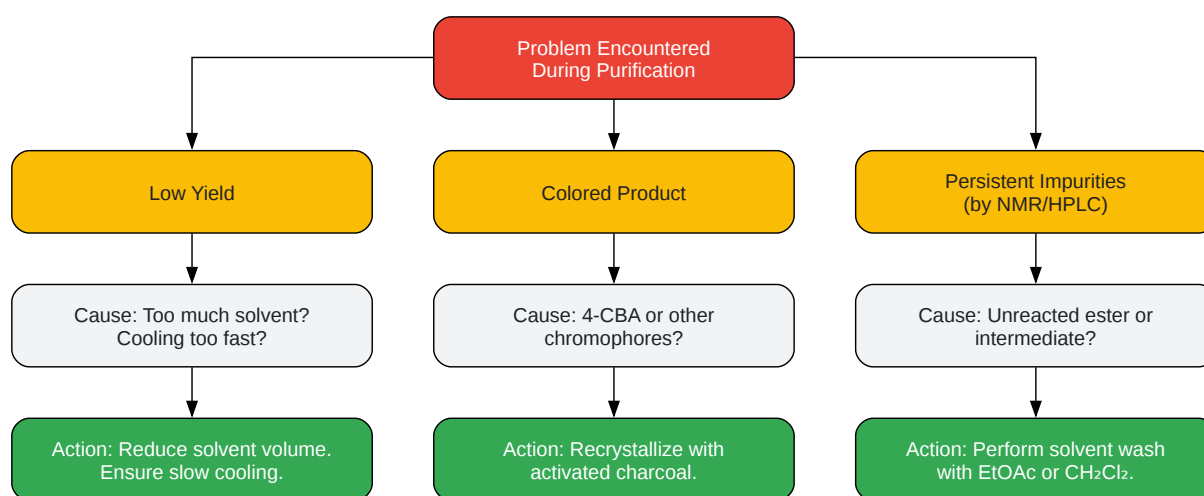 Problem Encountered
During Purification
Low Yield
Colored Product
Persistent Impurities
(by NMR/HPLC)
Cause: Too much solvent?
Cooling too fast?
Cause: 4-CBA or other
chromophores?
Cause: Unreacted ester or
intermediate?
Action: Reduce solvent volume.
Ensure slow cooling.
Action: Recrystallize with
activated charcoal.
Action: Perform solvent wash
with EtOAc or CH₂Cl₂.